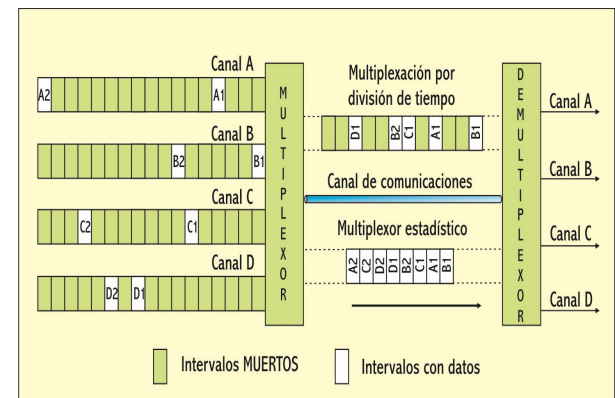 Canal A
A2 A1
Canal B
B2 B1
Canal C
C2 C1
Canal D
D2 D1
MULTIPLEXOR
Multiplexación por
división de tiempo
D1 B2 C1 A1 B1
Canal de comunicaciones
Multiplexor estadístico
A2 C2 D2 D1 B2 C1 A1 B1
DEMULTIPLEXOR
Canal A
Canal B
Canal C
Canal D
Intervalos MUERTOS
Intervalos con datos